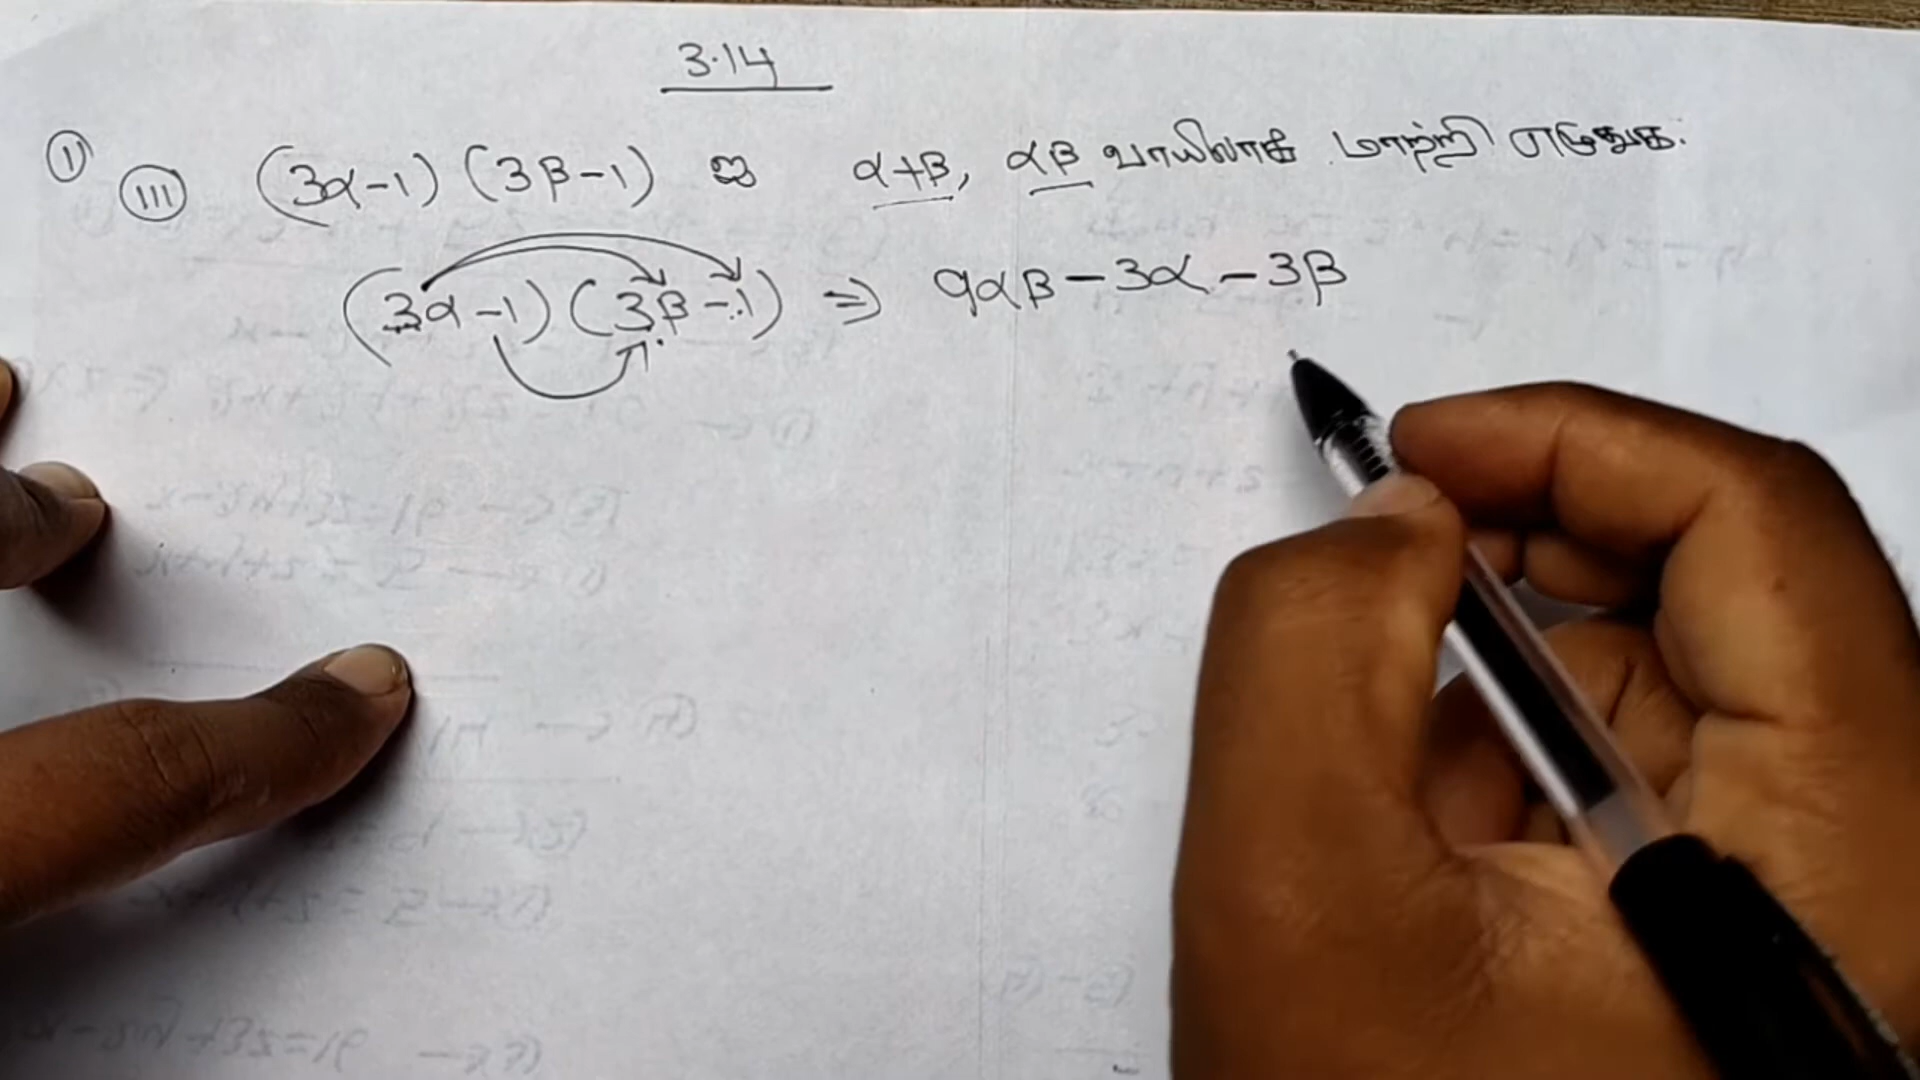 3.14
① ⅲ (3α-1) (3β-1) ஐ α+β, αβ வாயிலாக மாற்றி எழுதுக.
(3α-1) (3β-1) ⇒ 9αβ-3α-3β